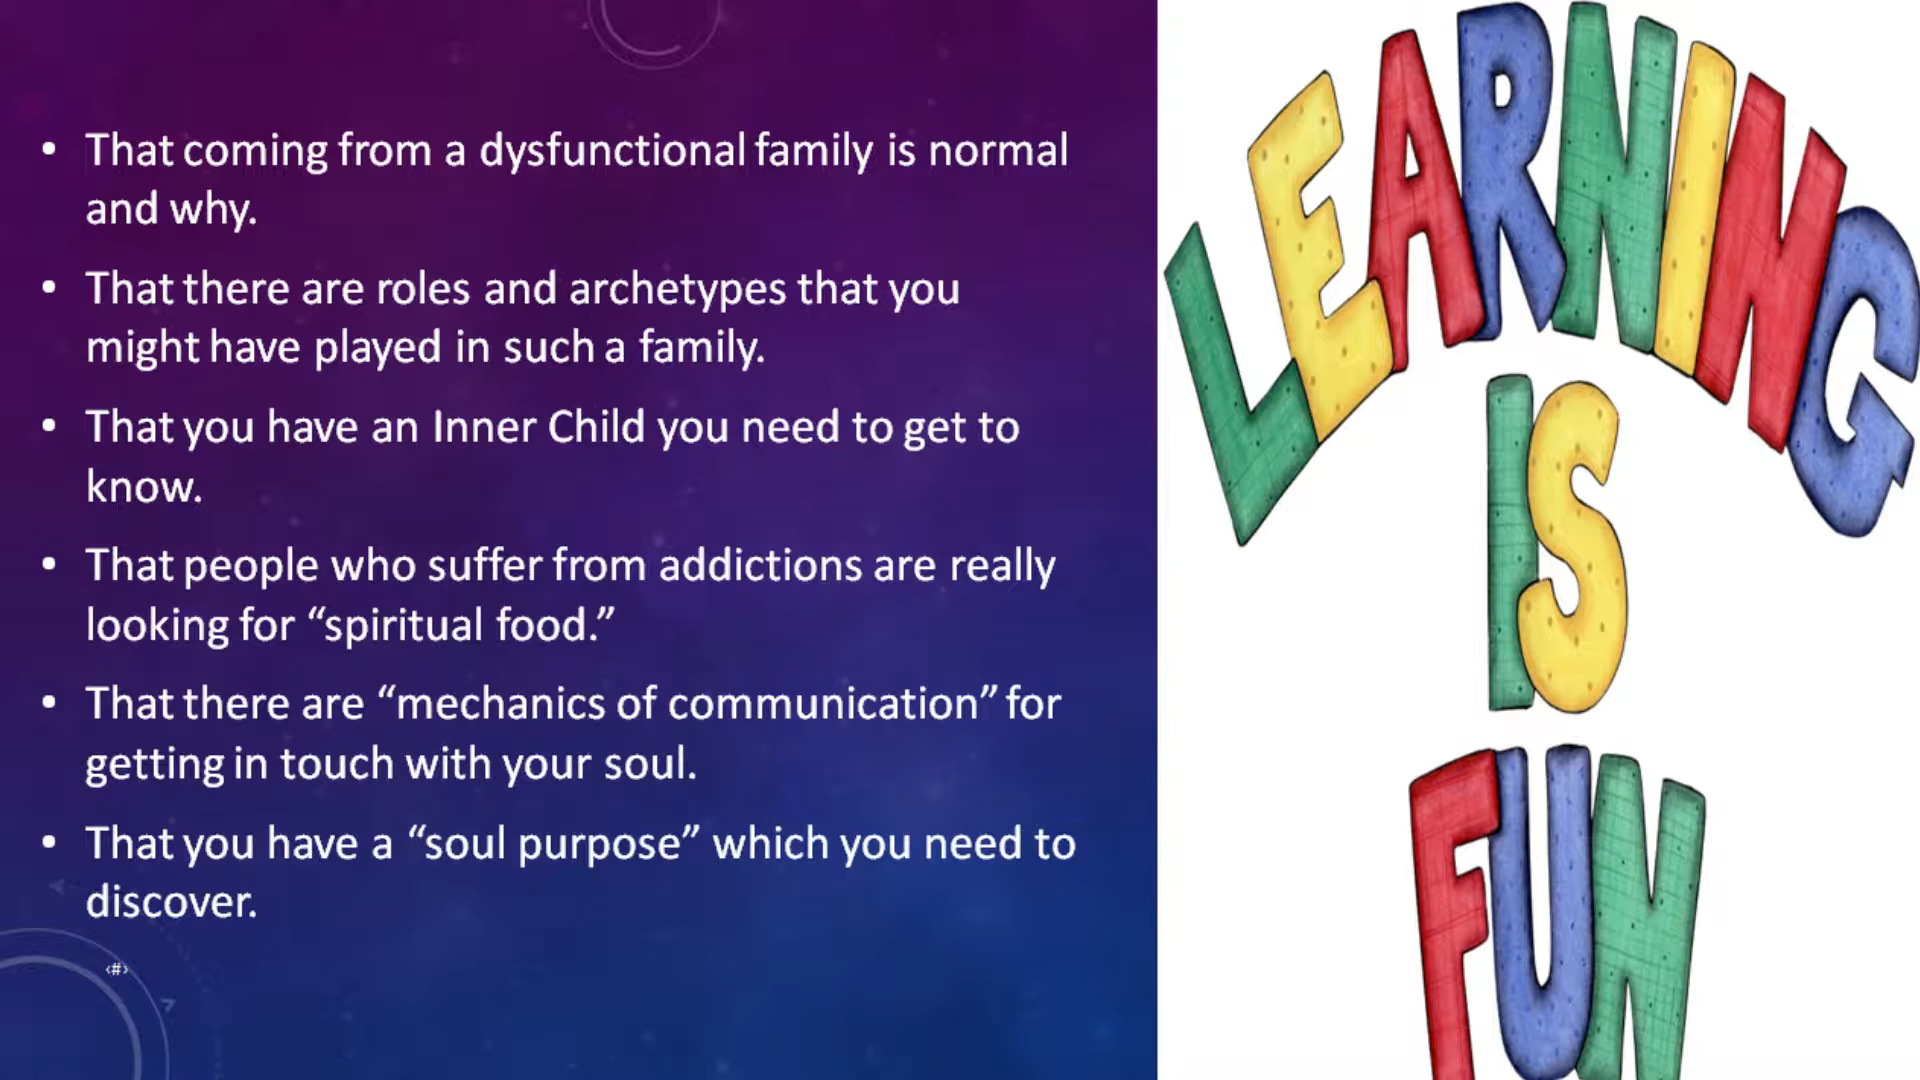 • That coming from a dysfunctional family is normal
and why.
• That there are roles and archetypes that you
might have played in such a family.
• That you have an Inner Child you need to get to
know.
• That people who suffer from addictions are really
looking for “spiritual food.”
• That there are “mechanics of communication” for
getting in touch with your soul.
• That you have a “soul purpose” which you need to
discover.
‹#›
LEARNING
IS
FUN